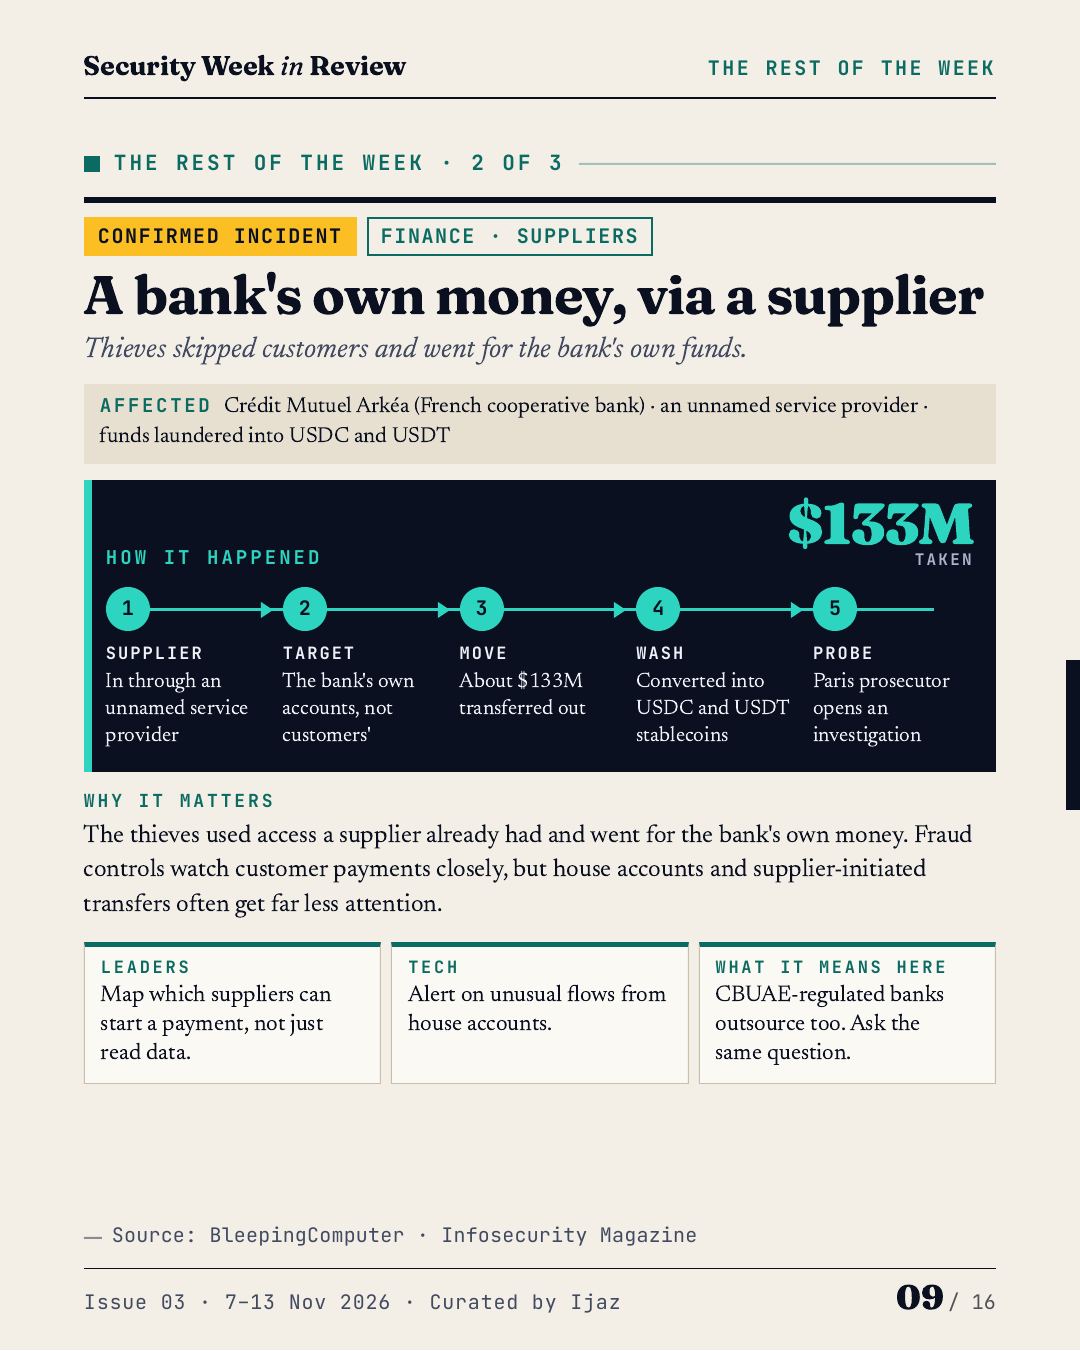 Security Week in Review
THE REST OF THE WEEK
THE REST OF THE WEEK · 2 OF 3
CONFIRMED INCIDENT
FINANCE · SUPPLIERS
A bank's own money, via a supplier
Thieves skipped customers and went for the bank's own funds.
AFFECTED Crédit Mutuel Arkéa (French cooperative bank) · an unnamed service provider ·
funds laundered into USDC and USDT
$133M
TAKEN
HOW IT HAPPENED
1
SUPPLIER
In through an
unnamed service
provider
2
TARGET
The bank's own
accounts, not
customers'
3
MOVE
About $133M
transferred out
4
WASH
Converted into
USDC and USDT
stablecoins
5
PROBE
Paris prosecutor
opens an
investigation
WHY IT MATTERS
The thieves used access a supplier already had and went for the bank's own money. Fraud
controls watch customer payments closely, but house accounts and supplier-initiated
transfers often get far less attention.
LEADERS
Map which suppliers can
start a payment, not just
read data.
TECH
Alert on unusual flows from
house accounts.
WHAT IT MEANS HERE
CBUAE-regulated banks
outsource too. Ask the
same question.
— Source: BleepingComputer · Infosecurity Magazine
Issue 03 · 7–13 Nov 2026 · Curated by Ijaz
09 / 16